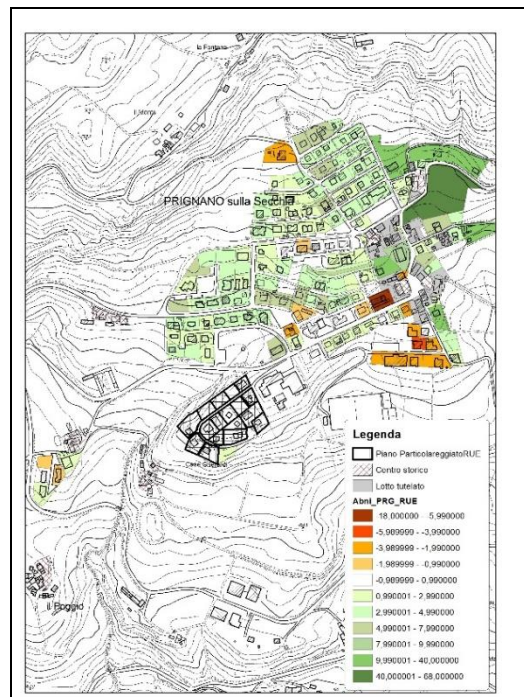 la Fontana
PRIGNANO sulla Secchia
il Poggio
Legenda
Piano ParticolareggiatoRUE
Centro storico
Lotto tutelato
Abni_PRG_RUE
18,000000 - 5,990000
-5,989999 - -3,990000
-3,989999 - -1,990000
-1,989999 - -0,990000
-0,989999 - 0,990000
0,990001 - 2,990000
2,990001 - 4,990000
4,990001 - 7,990000
7,990001 - 9,990000
9,990001 - 40,000000
40,000001 - 68,000000